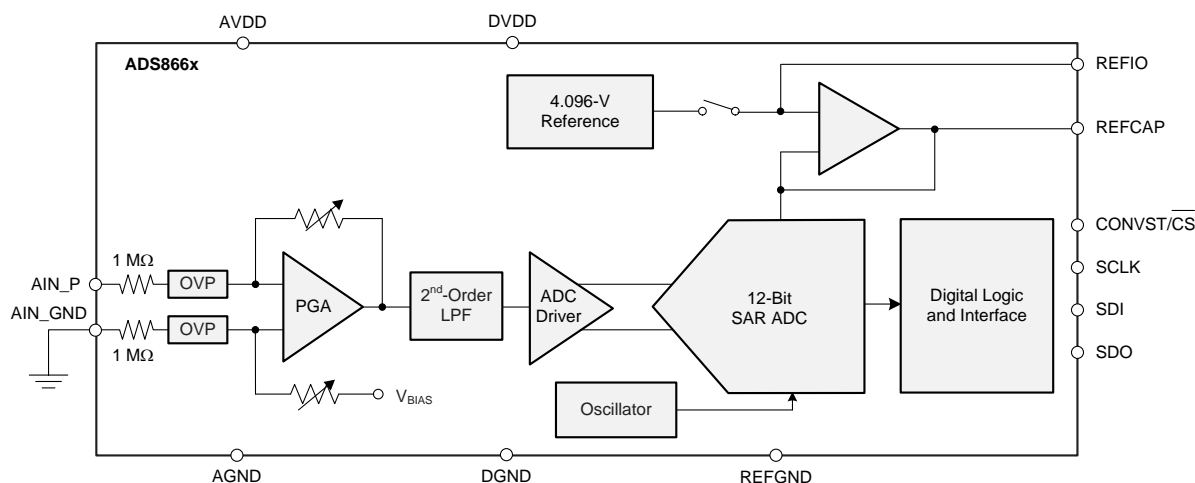 AVDD
DVDD
ADS866x
4.096-V
Reference
REFIO
REFCAP
CONVST/C̅S̅
SCLK
SDI
SDO
1 MΩ
OVP
AIN_P
AIN_GND
OVP
1 MΩ
PGA
2nd-Order
LPF
ADC
Driver
12-Bit
SAR ADC
Digital Logic
and Interface
VBIAS
Oscillator
AGND
DGND
REFGND